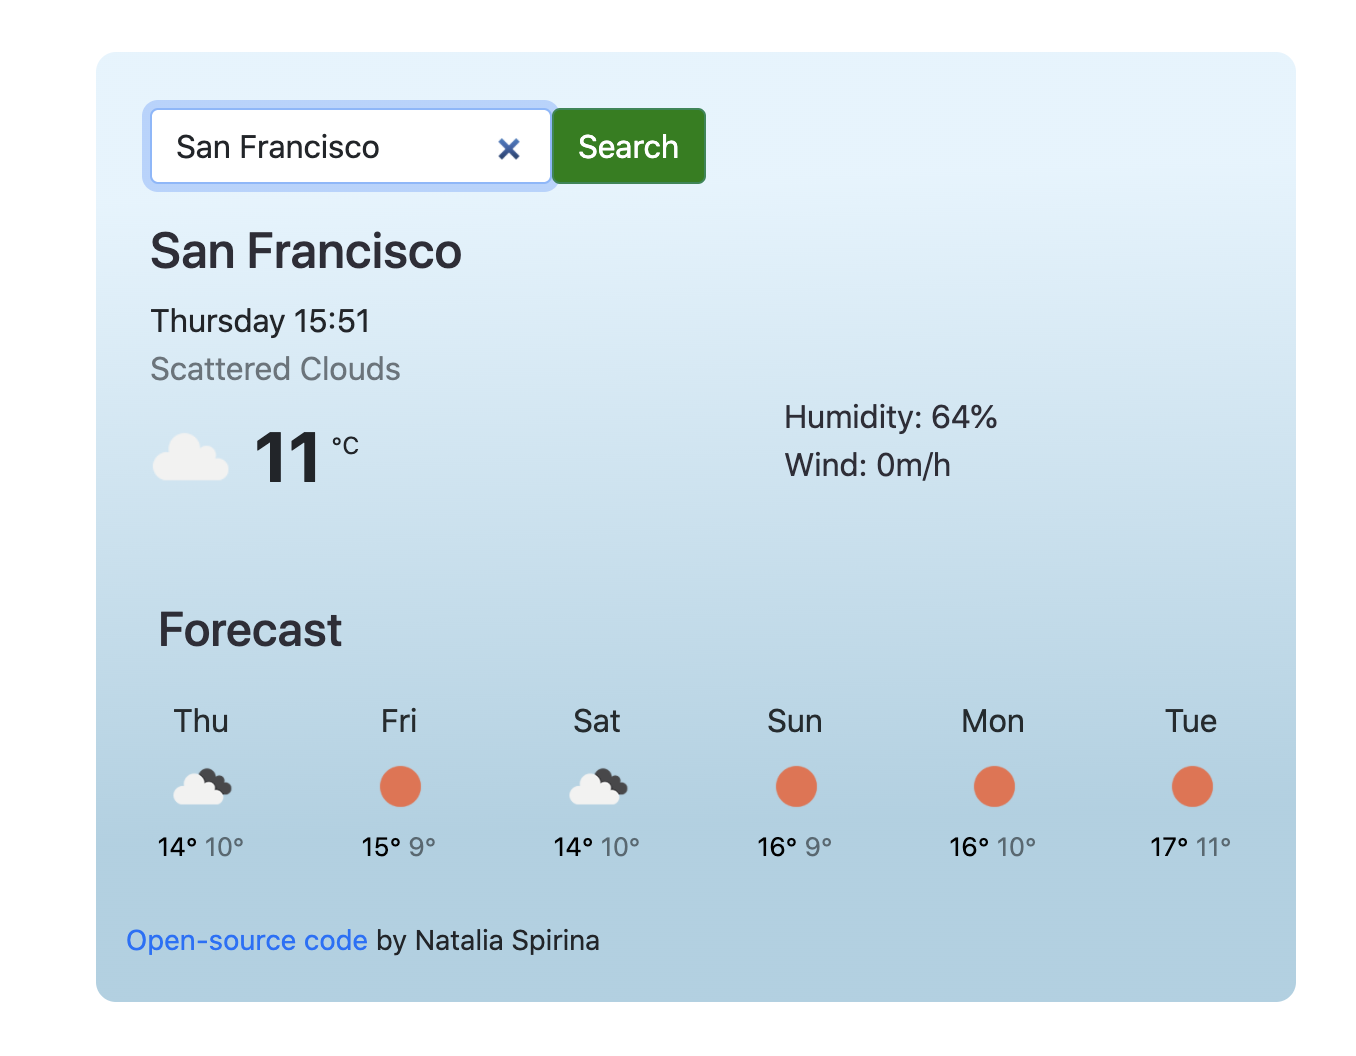 San Francisco × Search
San Francisco
Thursday 15:51
Scattered Clouds
11 °C
Humidity: 64%
Wind: 0m/h
Forecast
Thu Fri Sat Sun Mon Tue
14° 10° 15° 9° 14° 10° 16° 9° 16° 10° 17° 11°
Open-source code by Natalia Spirina